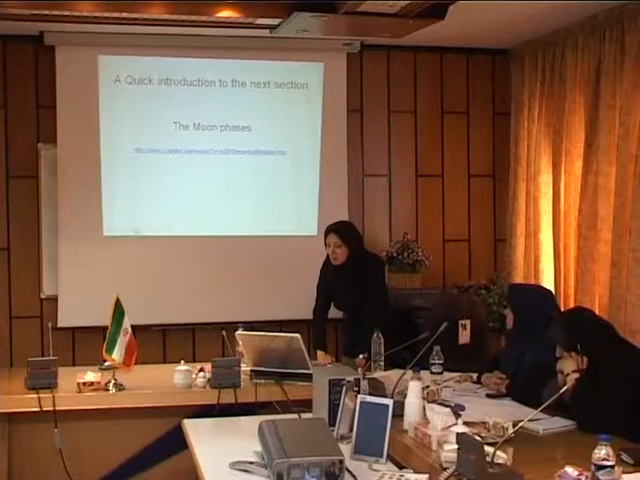 A Quick introduction to the next section
The Moon phases